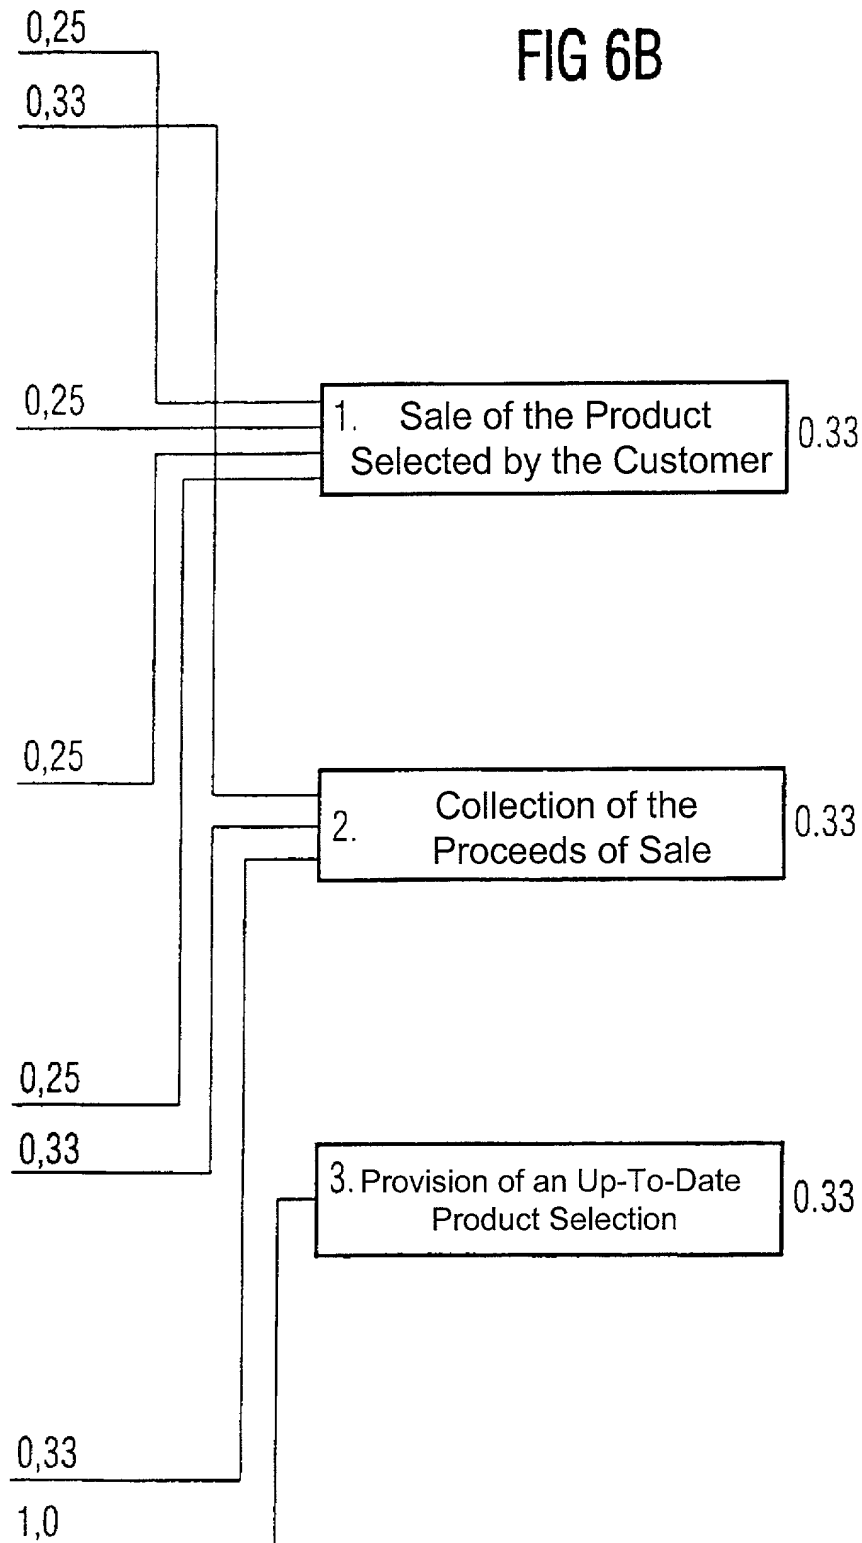 FIG 6B
0,25
0,33
0,25
1. Sale of the Product
Selected by the Customer
0.33
0,25
2. Collection of the
Proceeds of Sale
0.33
0,25
0,33
3. Provision of an Up-To-Date
Product Selection
0.33
0,33
1,0